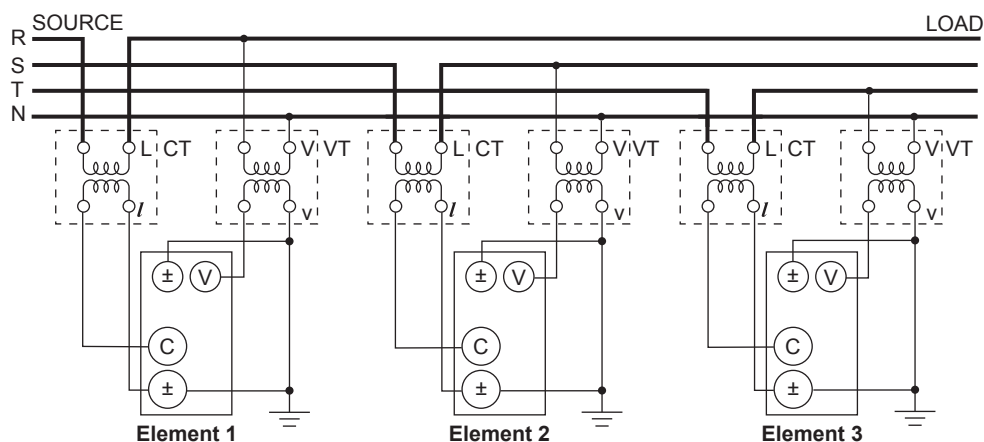 SOURCE LOAD
R
S
T
N
L CT V V VT L CT V V VT L CT V V VT
l v l v l v
± V ± V ± V
C C C
± ± ±
Element 1 Element 2 Element 3